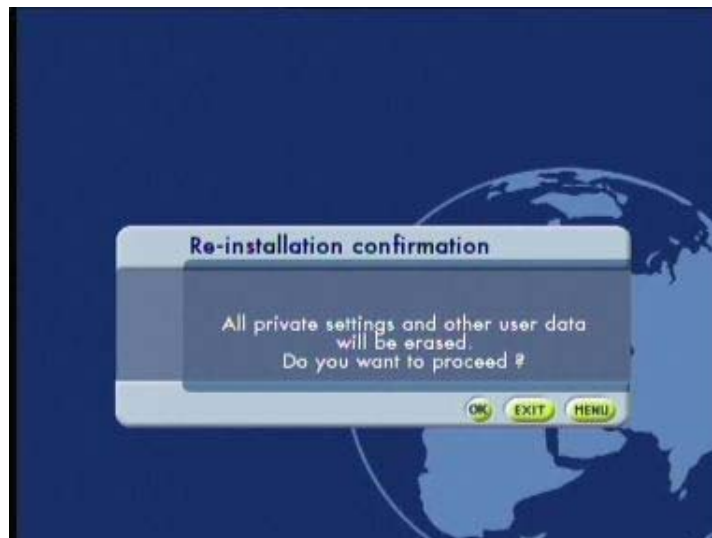 Re-installation confirmation
All private settings and other user data
will be erased.
Do you want to proceed ?
OK EXIT MENU